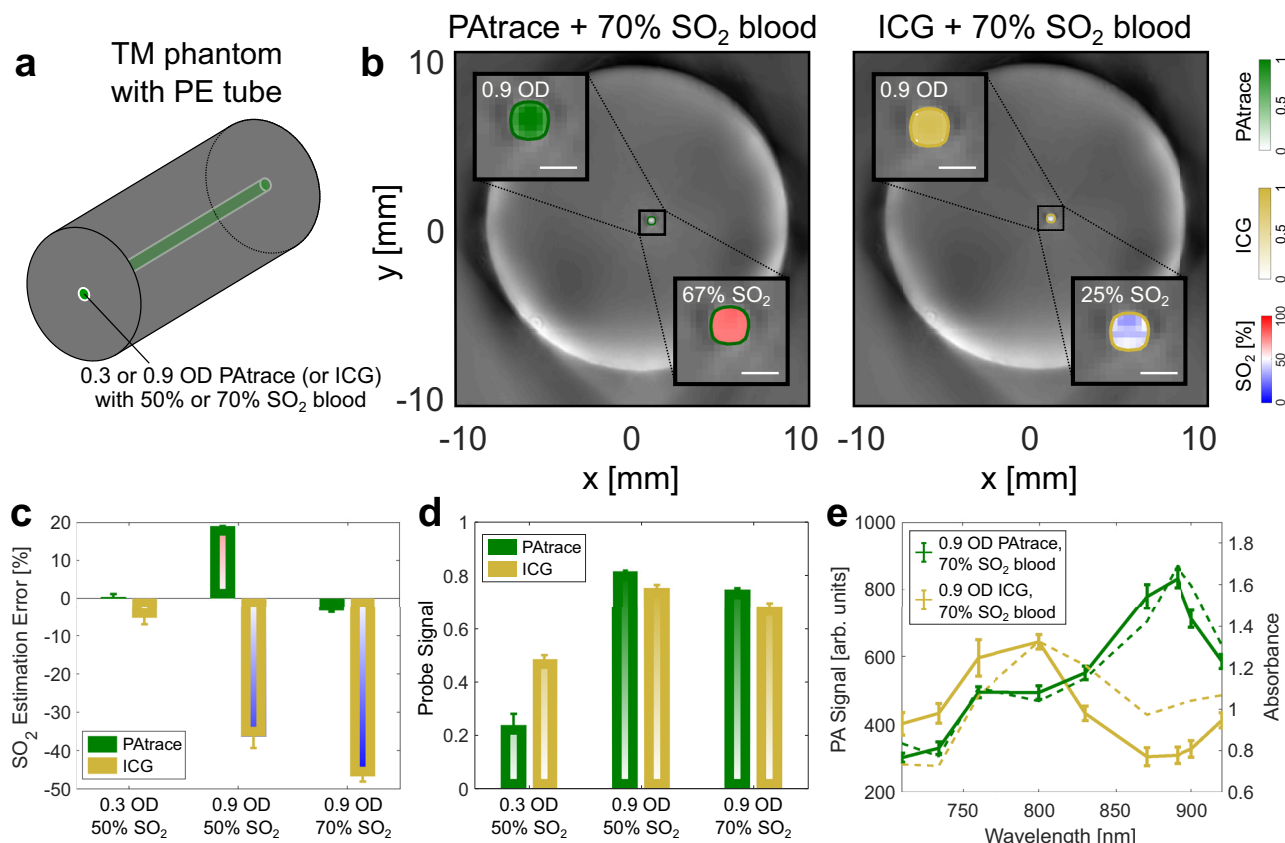 a
TM phantom
with PE tube
0.3 or 0.9 OD PAtrace (or ICG)
with 50% or 70% SO₂ blood
b
PAtrace + 70% SO₂ blood
ICG + 70% SO₂ blood
10
0
-10
y [mm]
0.9 OD
67% SO₂
-10
0
10
x [mm]
0.9 OD
25% SO₂
-10
0
10
x [mm]
PAtrace
1
0.5
0
ICG
1
0.5
0
SO₂ [%]
100
50
0
c
SO₂ Estimation Error [%]
20
10
0
-10
-20
-30
-40
-50
PAtrace
ICG
0.3 OD
50% SO₂
0.9 OD
50% SO₂
0.9 OD
70% SO₂
d
Probe Signal
1
0.8
0.6
0.4
0.2
0
PAtrace
ICG
0.3 OD
50% SO₂
0.9 OD
50% SO₂
0.9 OD
70% SO₂
e
PA Signal [arb. units]
1000
800
600
400
200
0.9 OD PAtrace,
70% SO₂ blood
0.9 OD ICG,
70% SO₂ blood
750
800
850
900
Wavelength [nm]
1.8
1.6
1.4
1.2
1
0.8
0.6
Absorbance